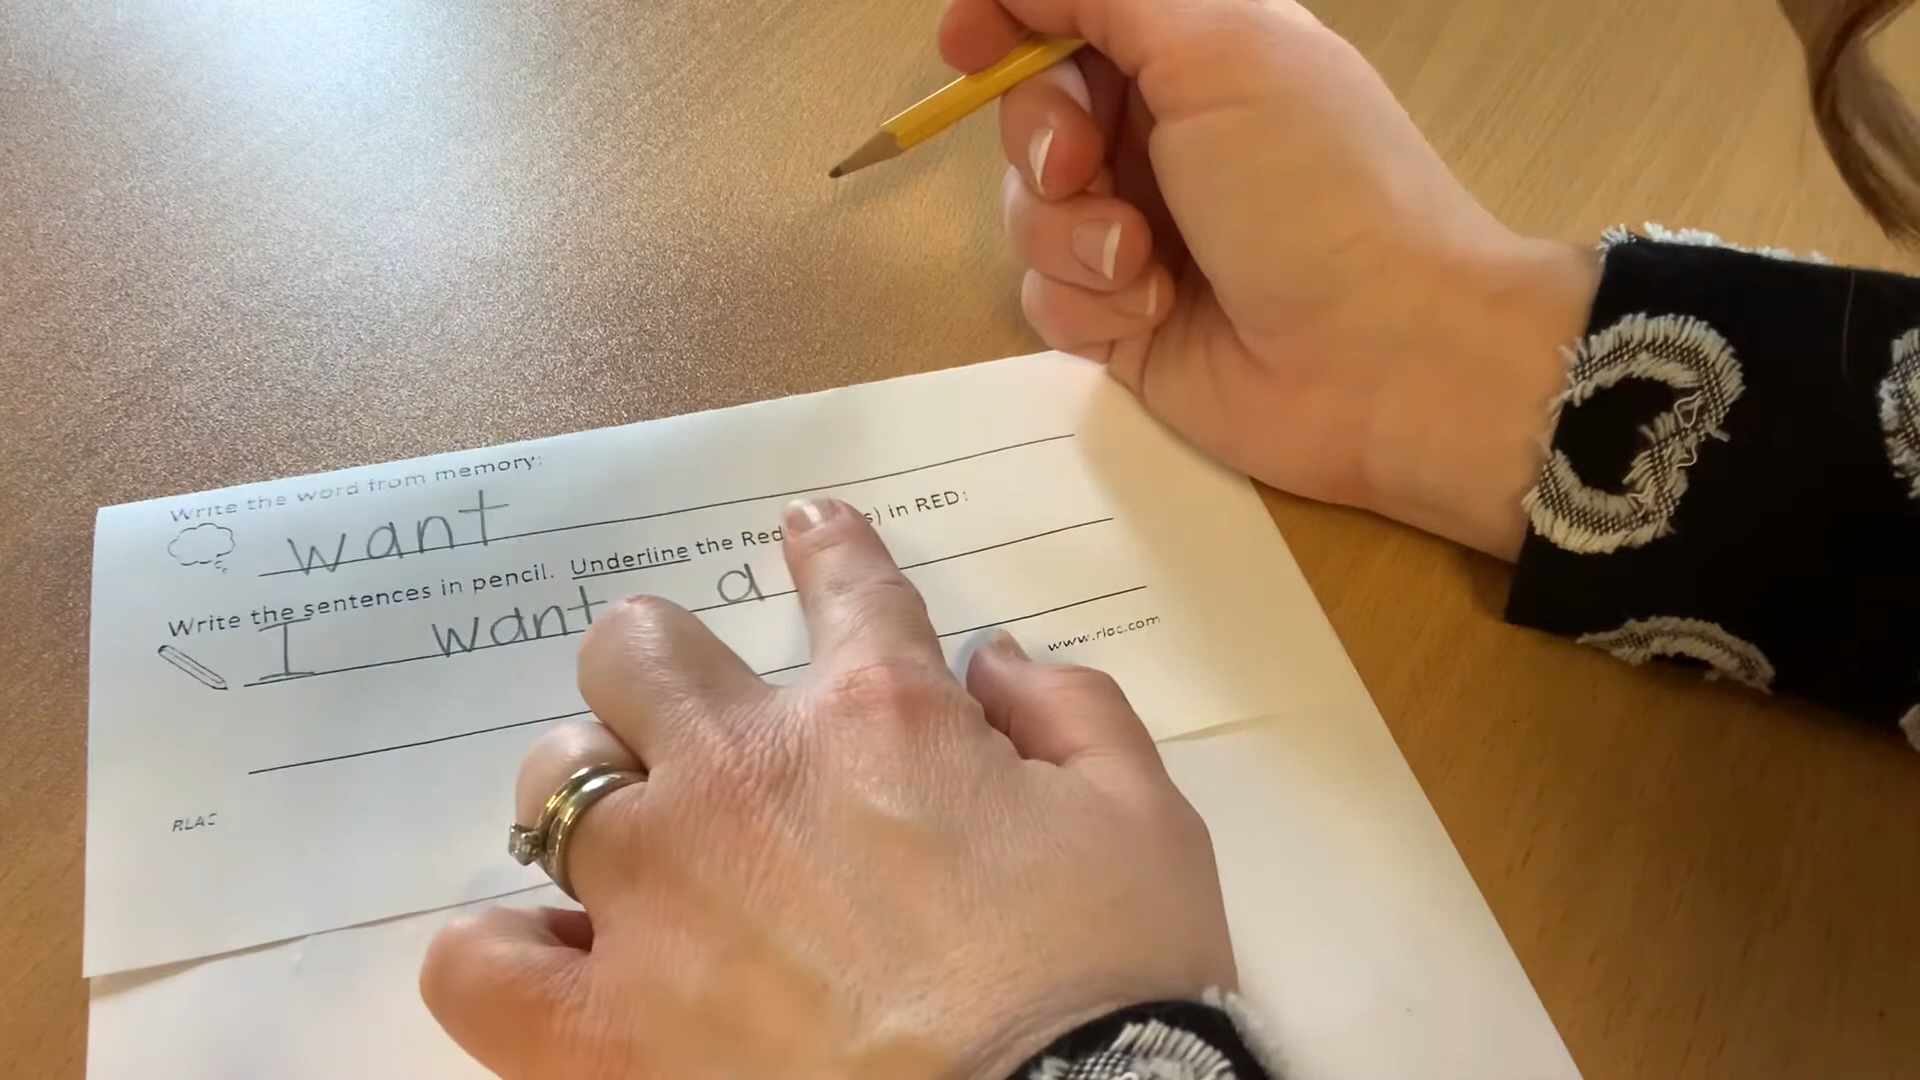 Write the word from memory:
want
Write the sentences in pencil. Underline the Red s) in RED:
I want a
www.rlac.com
RLAC